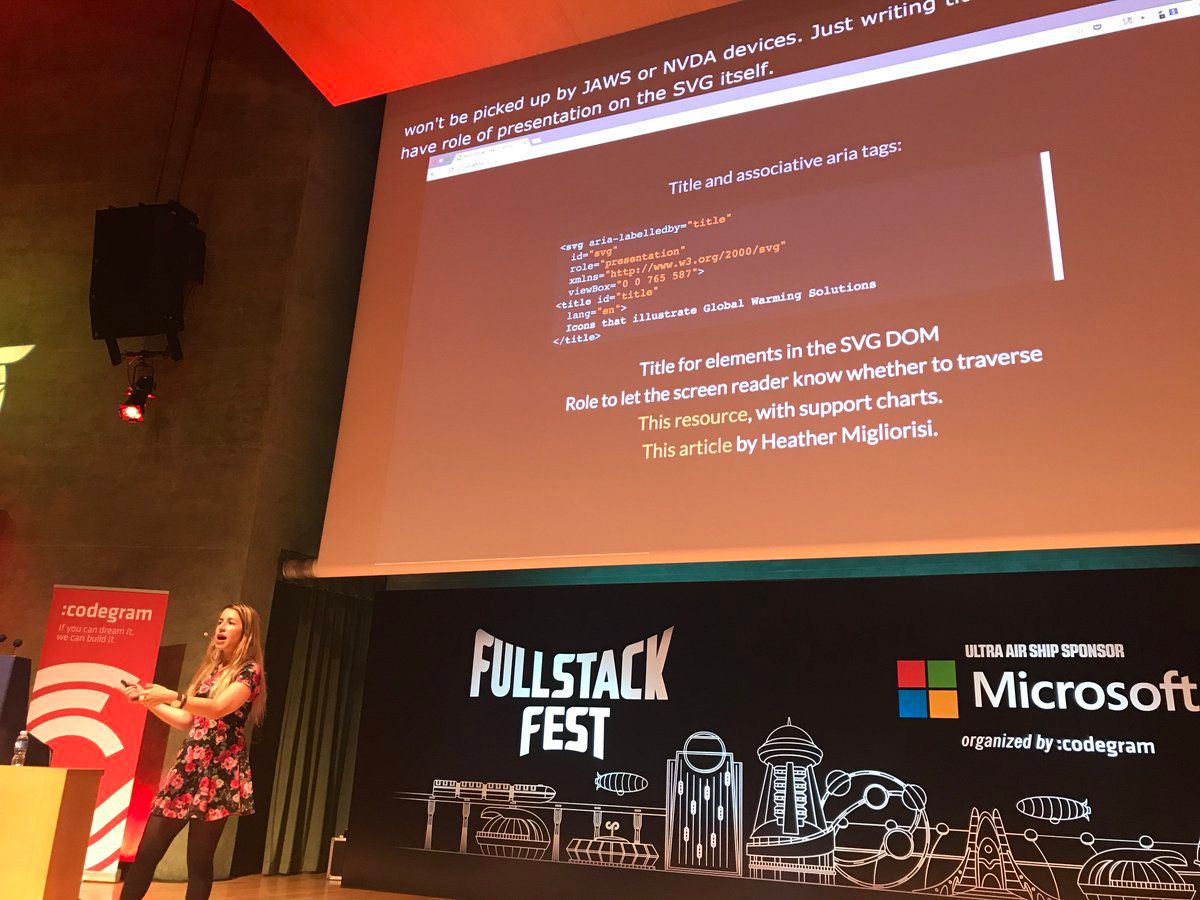 won't be picked up by JAWS or NVDA devices. Just writing
have role of presentation on the SVG itself.
Title and associative aria tags:
<svg aria-labelledby="title"
id="svg"
role="presentation"
xmlns="http://www.w3.org/2000/svg"
viewBox="0 0 765 587">
<title id="title"
lang="en">
Icons that illustrate Global Warming Solutions
</title>
Title for elements in the SVG DOM
Role to let the screen reader know whether to traverse
This resource, with support charts.
This article by Heather Migliorisi.
:codegram
If you can dream it,
we can build it.
FULLSTACK
FEST
ULTRA AIR SHIP SPONSOR
Microsoft
organized by :codegram